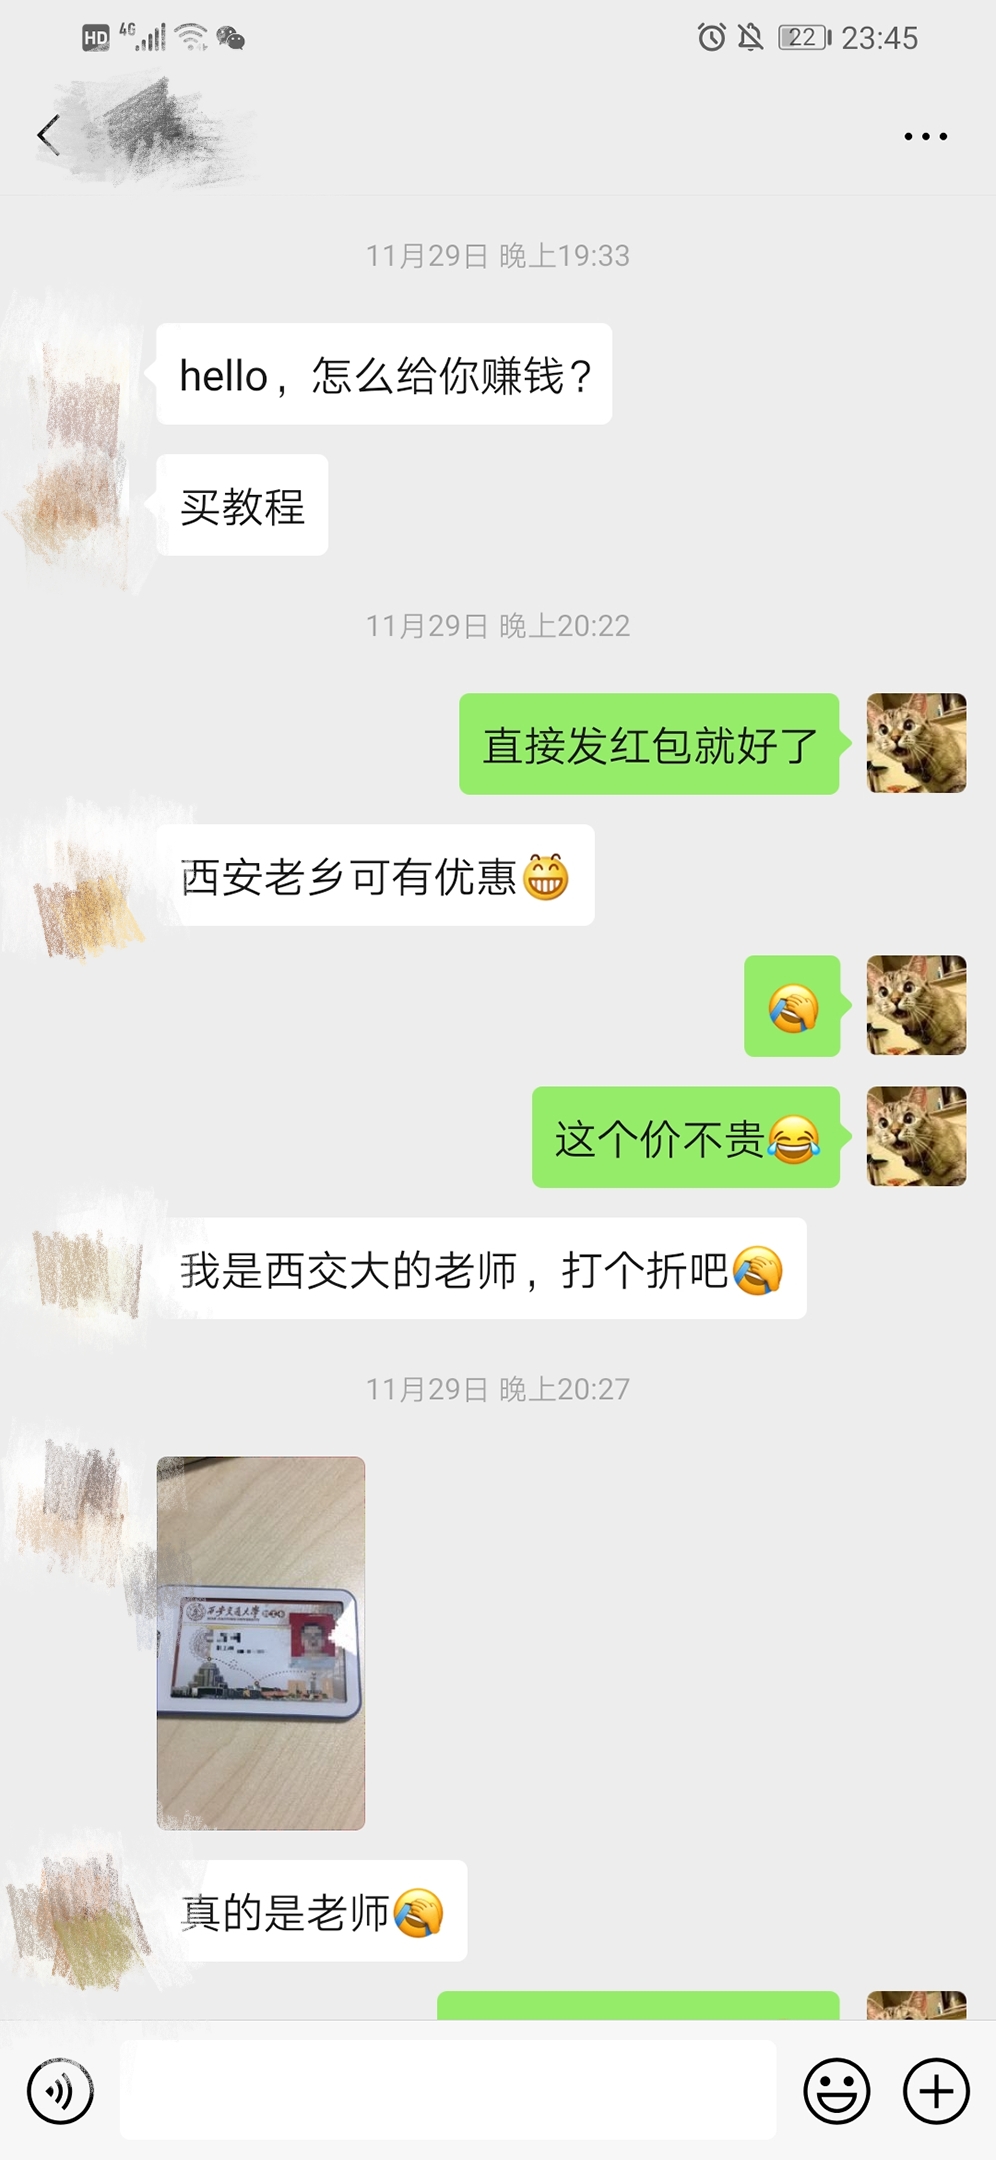 HD 4G 22 23:45
11月29日 晚上19:33
hello，怎么给你赚钱？
买教程
11月29日 晚上20:22
直接发红包就好了
西安老乡可有优惠
这个价不贵
我是西交大的老师，打个折吧
11月29日 晚上20:27
西安交通大学
真的是老师